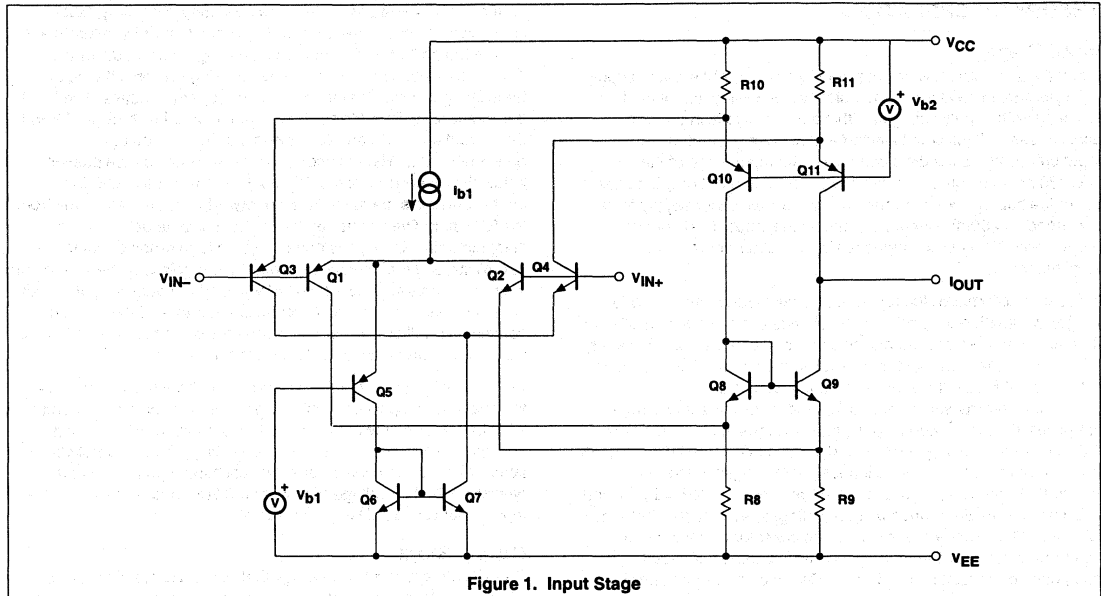 VCC
R10
R11
+
V
Vb2
Q10
Q11
ib1
VIN–
Q3
Q1
Q2
Q4
VIN+
IOUT
Q5
Q8
Q9
+
V
Vb1
Q6
Q7
R8
R9
VEE
Figure 1. Input Stage